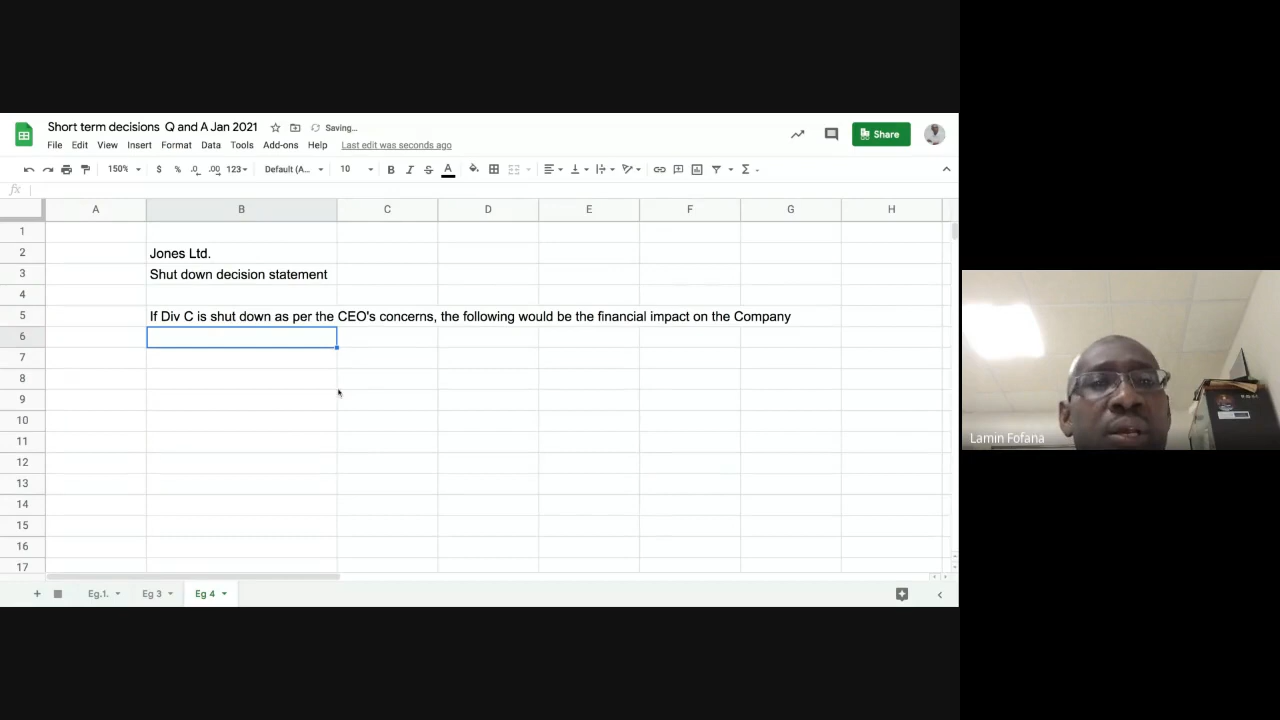 Short term decisions Q and A Jan 2021
Saving...
File Edit View Insert Format Data Tools Add-ons Help Last edit was seconds ago
Share
150% $ % .0 .00 123 Default (A... 10 B I S A Σ
fx
A B C D E F G H
1
2 Jones Ltd.
3 Shut down decision statement
4
5 If Div C is shut down as per the CEO's concerns, the following would be the financial impact on the Company
6
7
8
9
10
11
12
13
14
15
16
17
Eg.1. Eg 3 Eg 4
Lamin Fofana